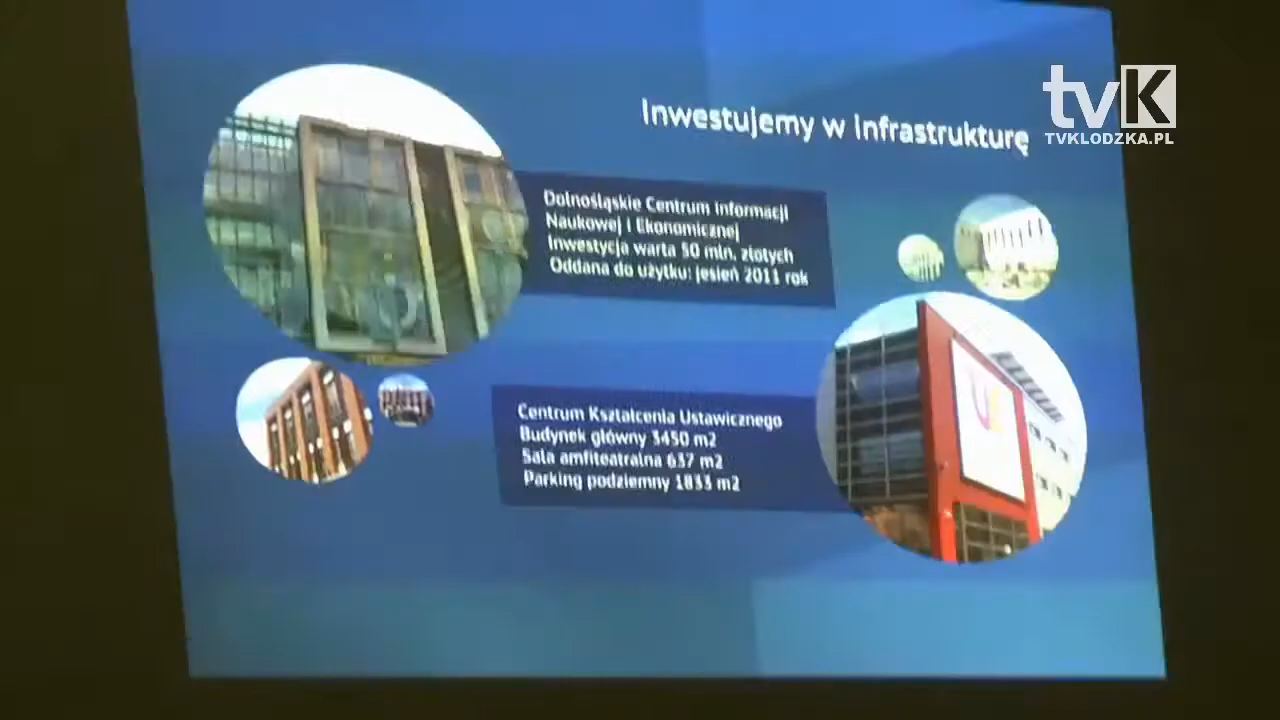 tvK
TVKLODZKA.PL
Inwestujemy w infrastrukturę
Dolnośląskie Centrum Informacji
Naukowej i Ekonomicznej
Inwestycja warta 50 mln. złotych
Oddana do użytku: jesień 2011 rok
Centrum Kształcenia Ustawicznego
Budynek główny 3450 m2
Sala amfiteatralna 637 m2
Parking podziemny 1833 m2
UE